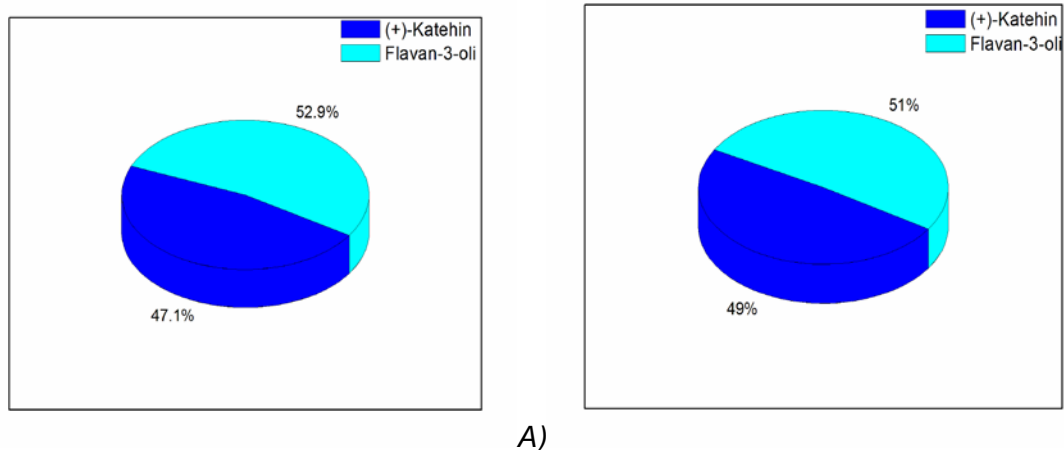 (+)-Katehin
Flavan-3-oli
52.9%
47.1%
(+)-Katehin
Flavan-3-oli
51%
49%
A)